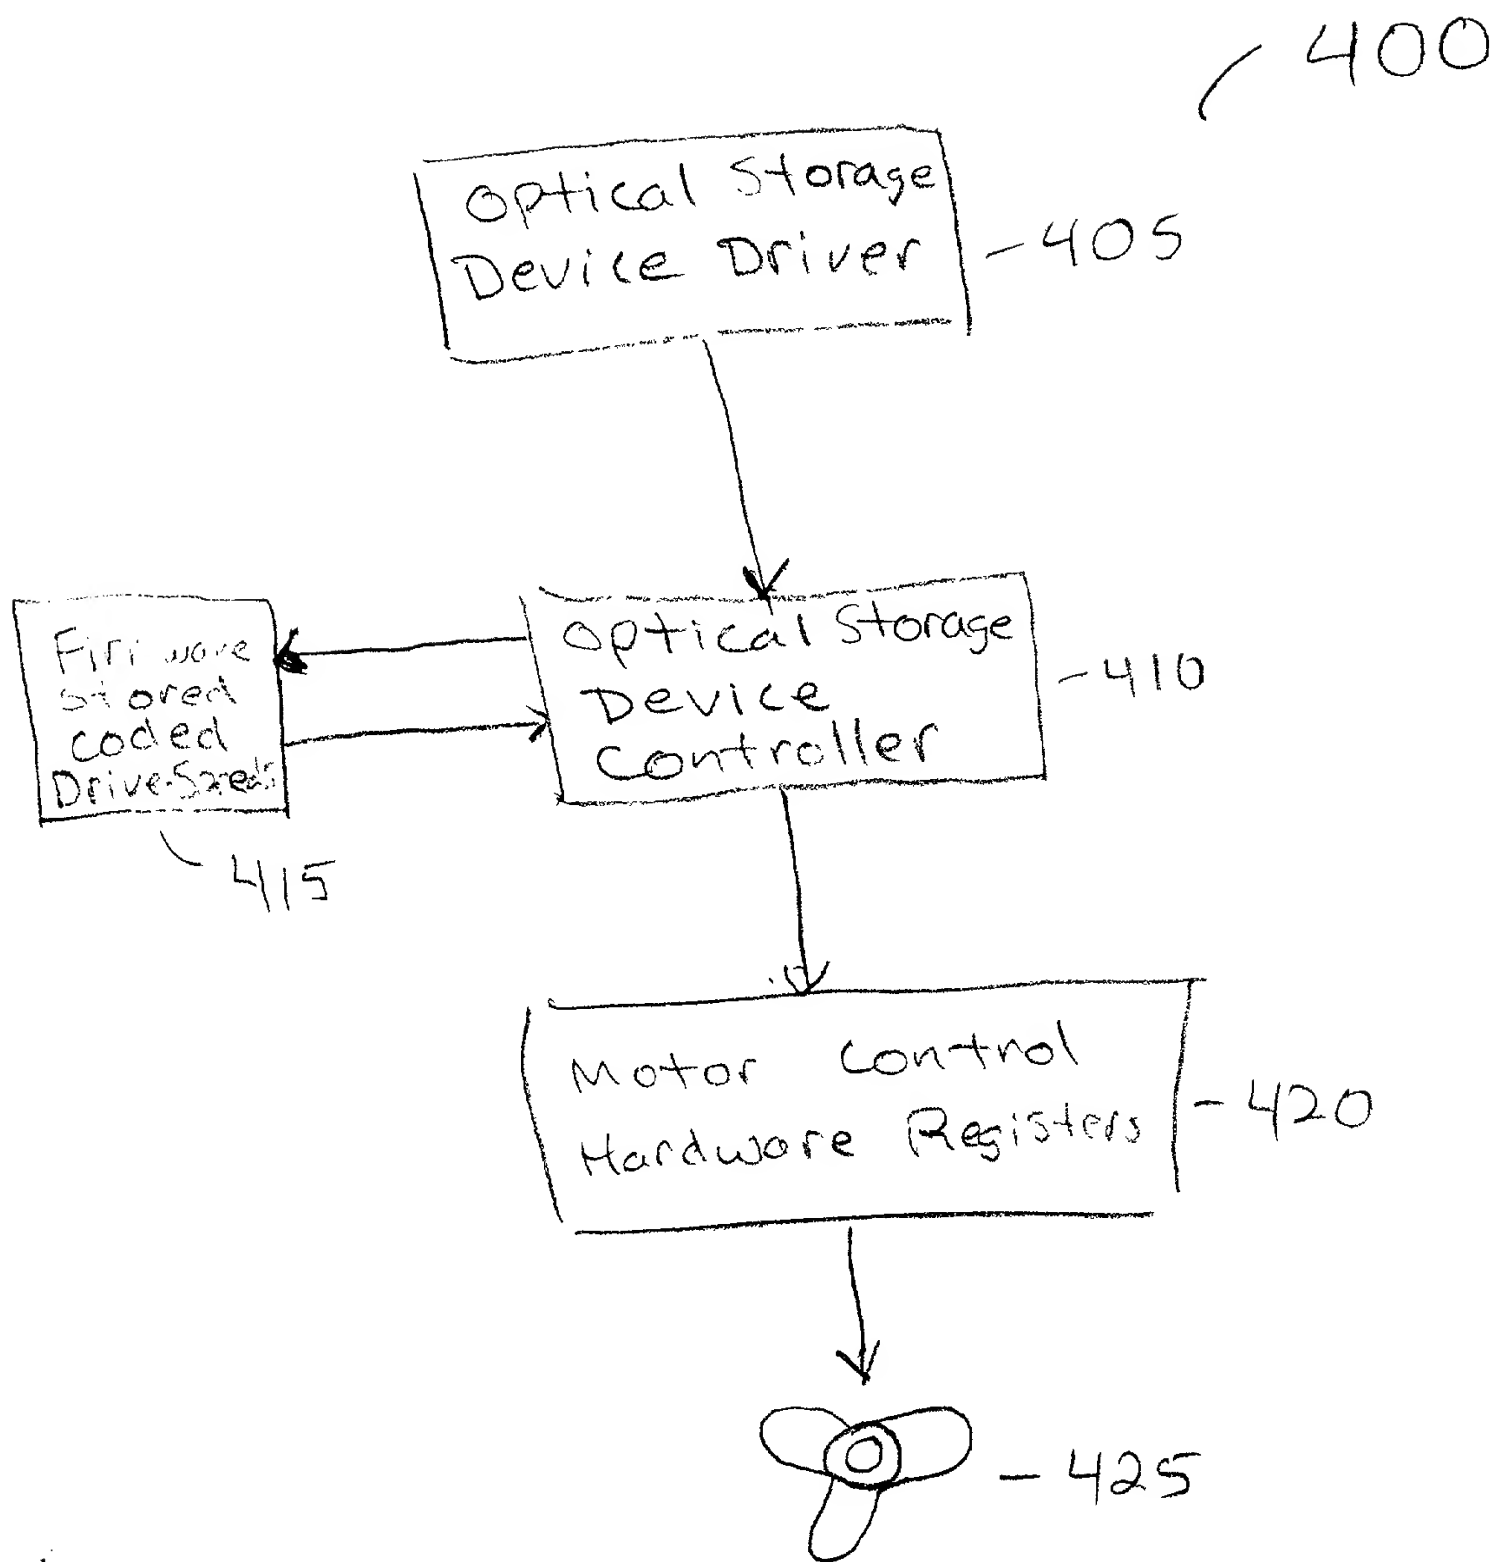 400
Optical Storage
Device Driver
405
Optical Storage
Device
Controller
410
Firmware
stored
coded
Drive-Speeds
415
Motor Control
Hardware Registers
420
425